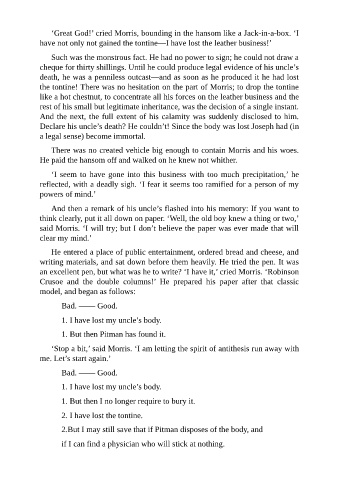 ‘Great God!’ cried Morris, bounding in the hansom like a Jack-in-a-box. ‘I
have not only not gained the tontine—I have lost the leather business!’
Such was the monstrous fact. He had no power to sign; he could not draw a
cheque for thirty shillings. Until he could produce legal evidence of his uncle’s
death, he was a penniless outcast—and as soon as he produced it he had lost
the tontine! There was no hesitation on the part of Morris; to drop the tontine
like a hot chestnut, to concentrate all his forces on the leather business and the
rest of his small but legitimate inheritance, was the decision of a single instant.
And the next, the full extent of his calamity was suddenly disclosed to him.
Declare his uncle’s death? He couldn’t! Since the body was lost Joseph had (in
a legal sense) become immortal.
There was no created vehicle big enough to contain Morris and his woes.
He paid the hansom off and walked on he knew not whither.
‘I seem to have gone into this business with too much precipitation,’ he
reflected, with a deadly sigh. ‘I fear it seems too ramified for a person of my
powers of mind.’
And then a remark of his uncle’s flashed into his memory: If you want to
think clearly, put it all down on paper. ‘Well, the old boy knew a thing or two,’
said Morris. ‘I will try; but I don’t believe the paper was ever made that will
clear my mind.’
He entered a place of public entertainment, ordered bread and cheese, and
writing materials, and sat down before them heavily. He tried the pen. It was
an excellent pen, but what was he to write? ‘I have it,’ cried Morris. ‘Robinson
Crusoe and the double columns!’ He prepared his paper after that classic
model, and began as follows:
Bad. —— Good.
1. I have lost my uncle’s body.
1. But then Pitman has found it.
‘Stop a bit,’ said Morris. ‘I am letting the spirit of antithesis run away with
me. Let’s start again.’
Bad. —— Good.
1. I have lost my uncle’s body.
1. But then I no longer require to bury it.
2. I have lost the tontine.
2.But I may still save that if Pitman disposes of the body, and
if I can find a physician who will stick at nothing.